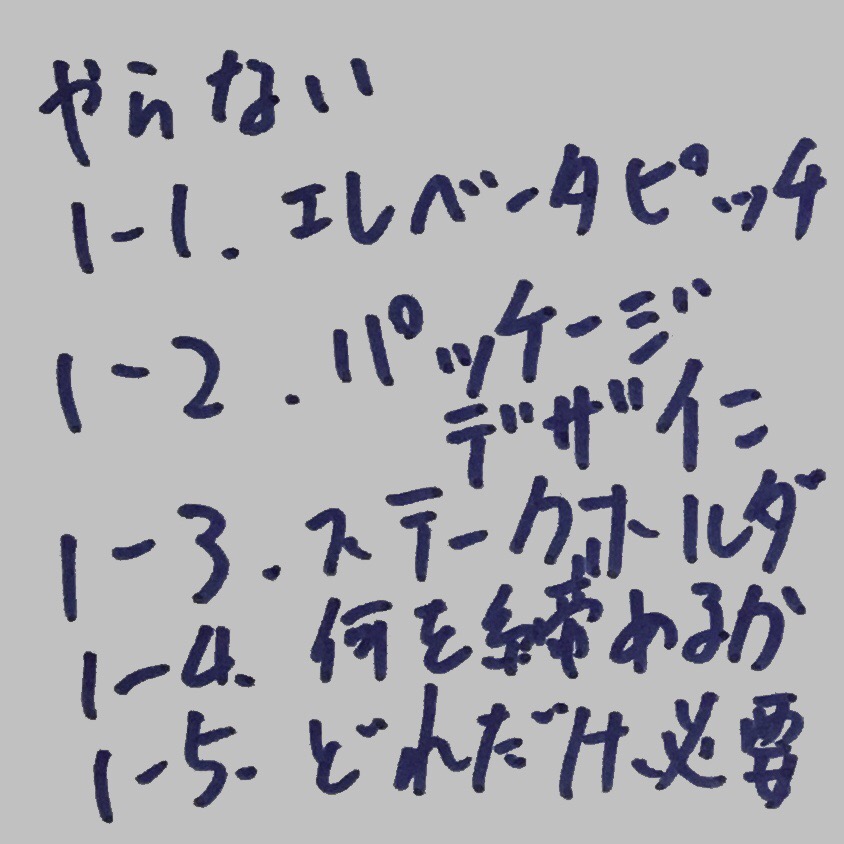 やらない
1-1. エレベータピッチ
1-2. パッケージ
デザイン
1-3. ステークホルダ
1-4. 何を締めるか
1-5. どれだけ必要